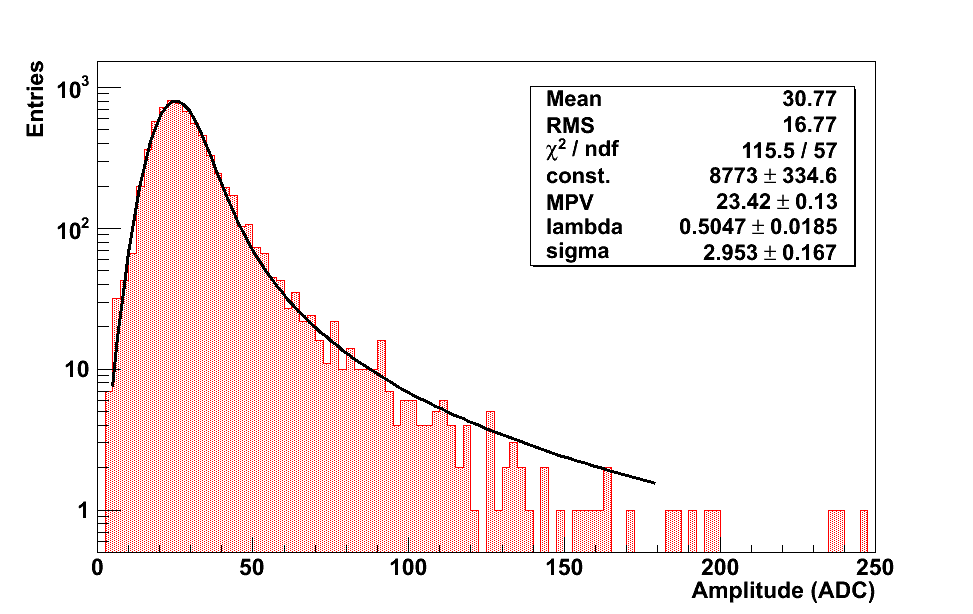 Entries
10³
10²
10
1
Mean 30.77
RMS 16.77
χ² / ndf 115.5 / 57
const. 8773 ± 334.6
MPV 23.42 ± 0.13
lambda 0.5047 ± 0.0185
sigma 2.953 ± 0.167
0 50 100 150 200 250
Amplitude (ADC)